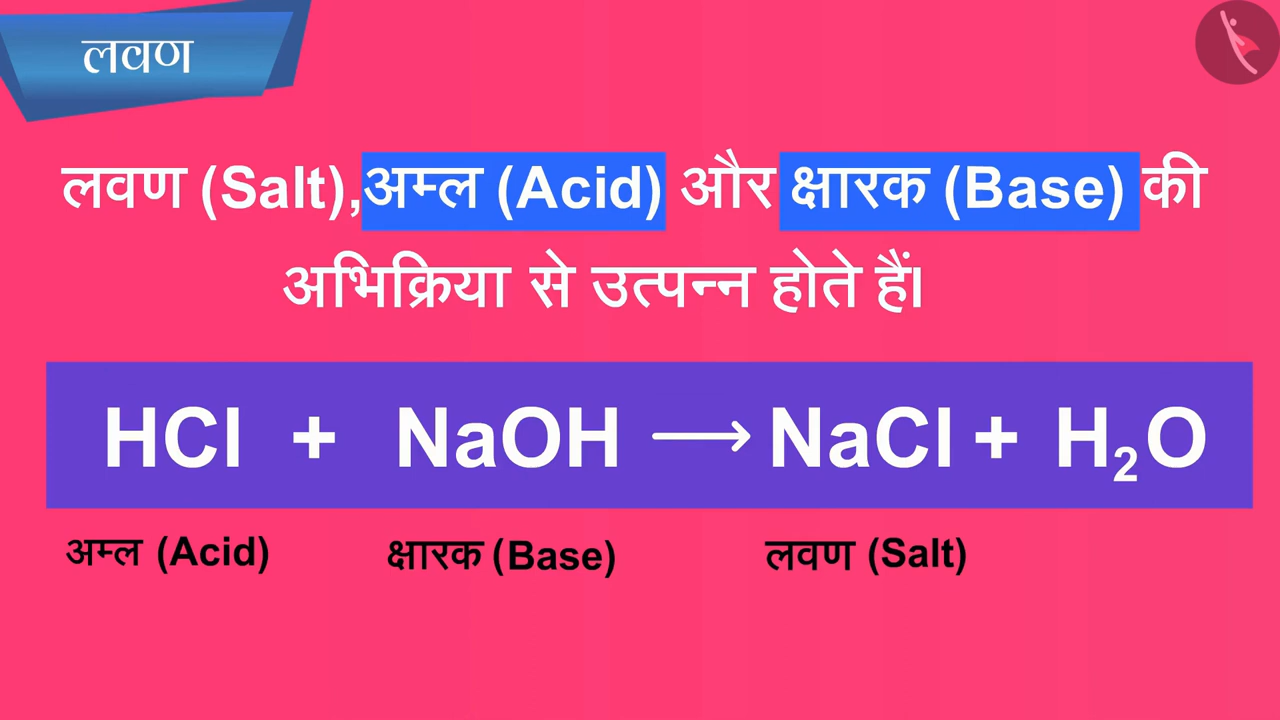 लवण
लवण (Salt),अम्ल (Acid) और क्षारक (Base) की
अभिक्रिया से उत्पन्न होते हैं।
HCl + NaOH ⟶ NaCl + H₂O
अम्ल (Acid) क्षारक (Base) लवण (Salt)